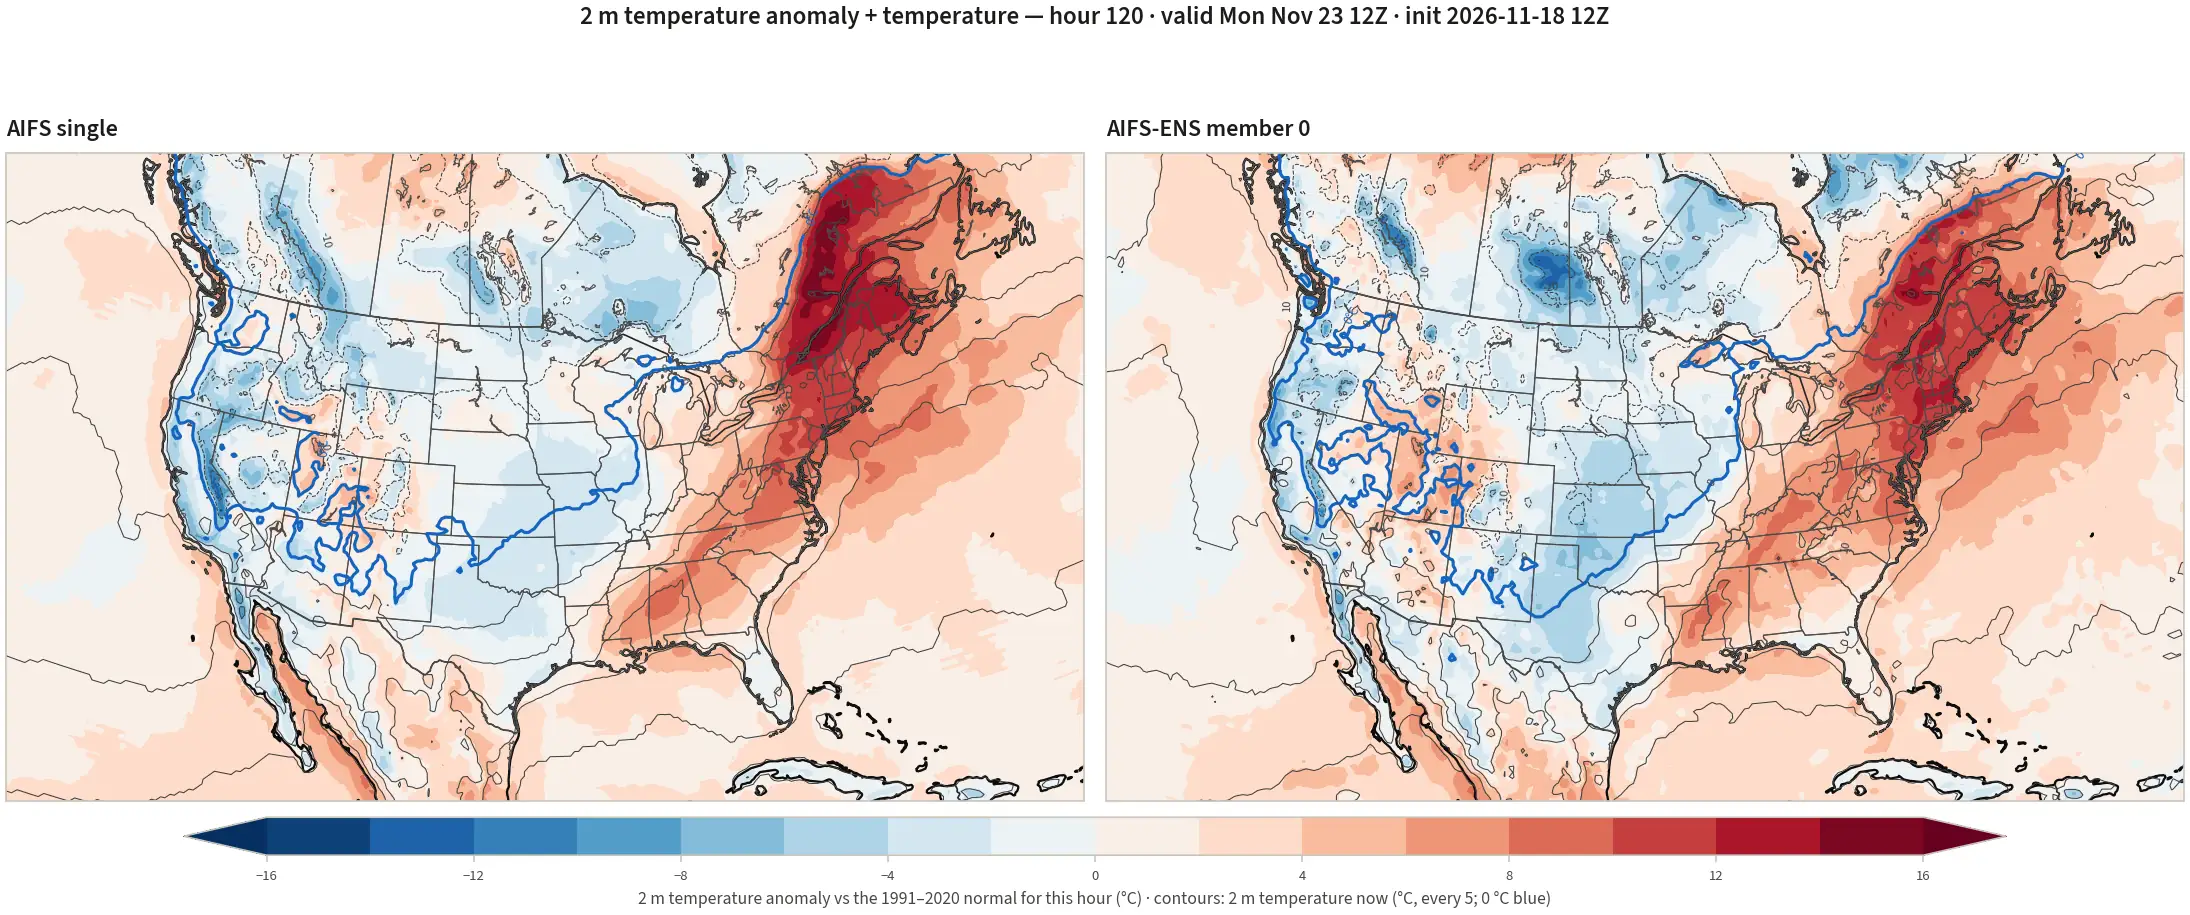 2 m temperature anomaly + temperature — hour 120 · valid Mon Nov 23 12Z · init 2026-11-18 12Z
AIFS single
AIFS-ENS member 0
−16 −12 −8 −4 0 4 8 12 16
2 m temperature anomaly vs the 1991–2020 normal for this hour (°C) · contours: 2 m temperature now (°C, every 5; 0 °C blue)